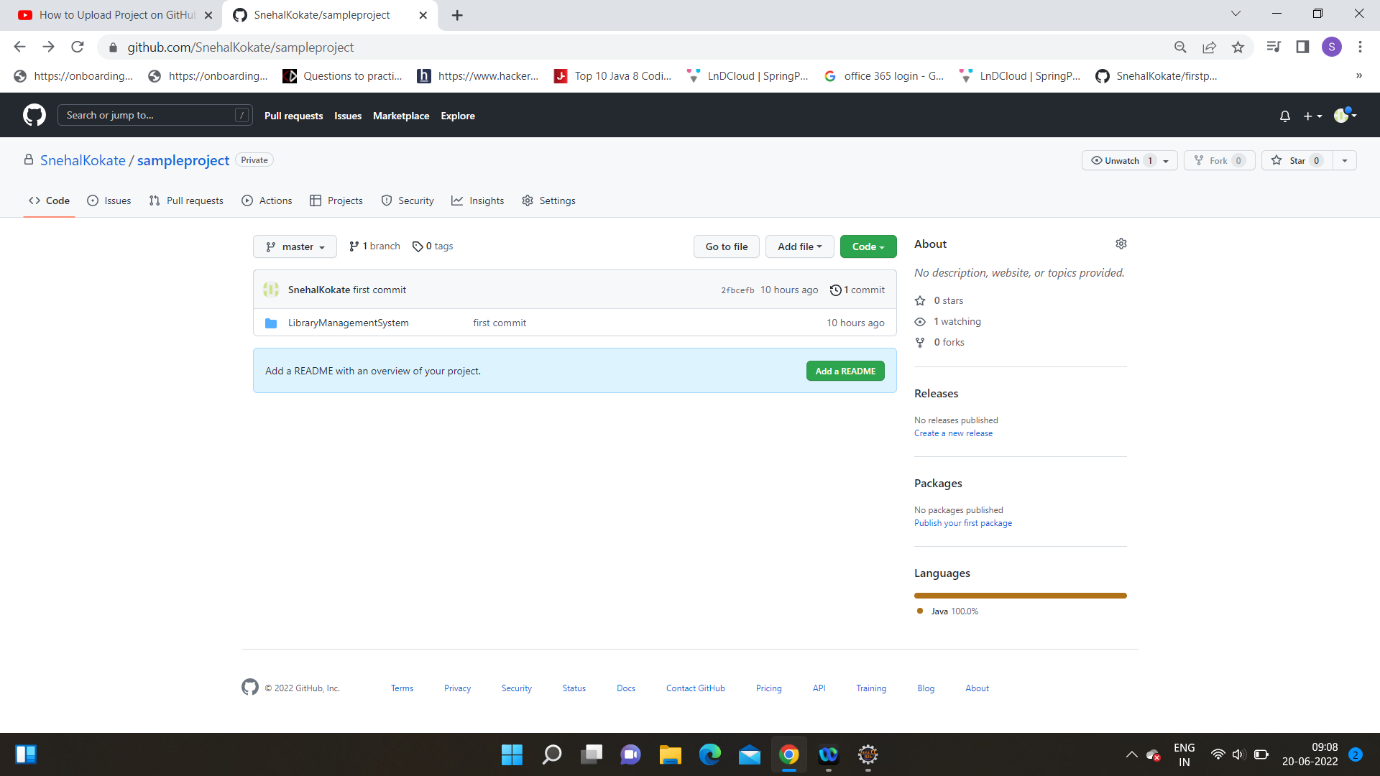 How to Upload Project on GitHu
SnehalKokate/sampleproject
github.com/SnehalKokate/sampleproject
S
https://onboarding...
https://onboarding...
Questions to practi...
https://www.hacker...
Top 10 Java 8 Codi...
LnDCloud | SpringP...
office 365 login - G...
LnDCloud | SpringP...
SnehalKokate/firstp...
»
Search or jump to... /
Pull requests Issues Marketplace Explore
SnehalKokate / sampleproject Private
Unwatch 1
Fork 0
Star 0
Code Issues Pull requests Actions Projects Security Insights Settings
master 1 branch 0 tags
Go to file Add file Code
SnehalKokate first commit 2fbcefb 10 hours ago 1 commit
LibraryManagementSystem first commit 10 hours ago
Add a README with an overview of your project. Add a README
About
No description, website, or topics provided.
0 stars
1 watching
0 forks
Releases
No releases published
Create a new release
Packages
No packages published
Publish your first package
Languages
Java 100.0%
© 2022 GitHub, Inc. Terms Privacy Security Status Docs Contact GitHub Pricing API Training Blog About
ENG
IN
09:08
20-06-2022
2